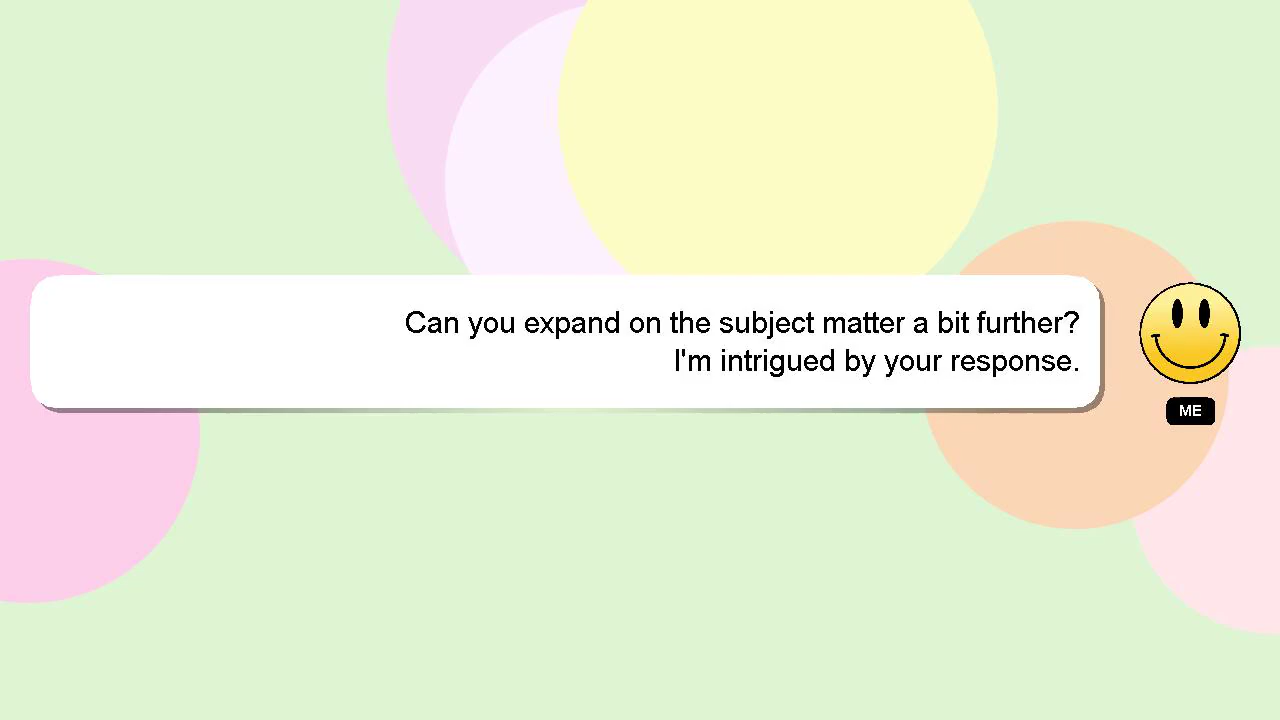 Can you expand on the subject matter a bit further?
I'm intrigued by your response.
ME